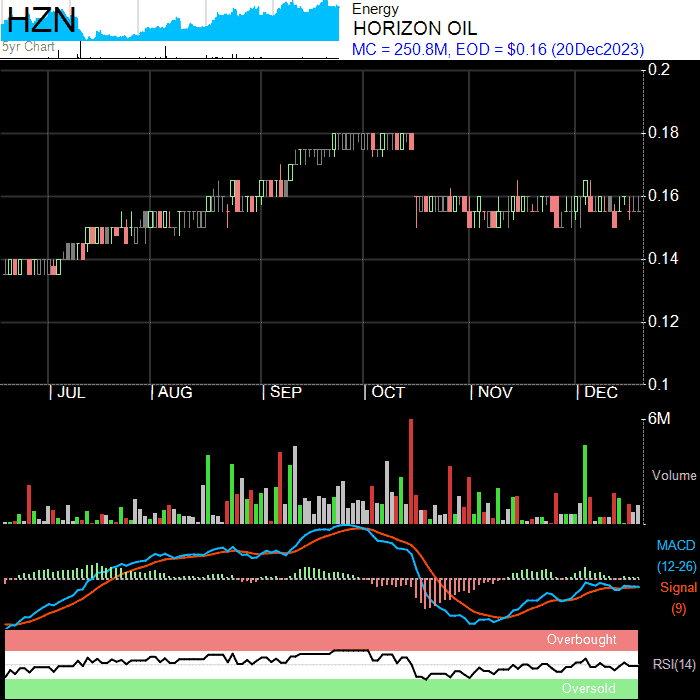 HZN
5yr Chart
Energy
HORIZON OIL
MC = 250.8M, EOD = $0.16 (20Dec2023)
0.2
0.18
0.16
0.14
0.12
0.1
JUL AUG SEP OCT NOV DEC
6M
Volume
MACD
(12-26)
Signal
(9)
Overbought
RSI(14)
Oversold